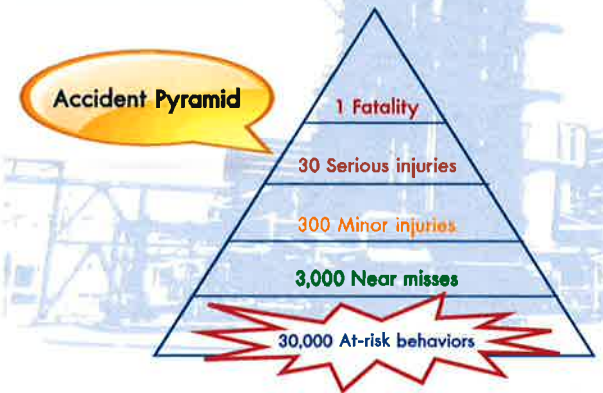 Accident Pyramid
1 Fatality
30 Serious injuries
300 Minor injuries
3,000 Near misses
30,000 At-risk behaviors